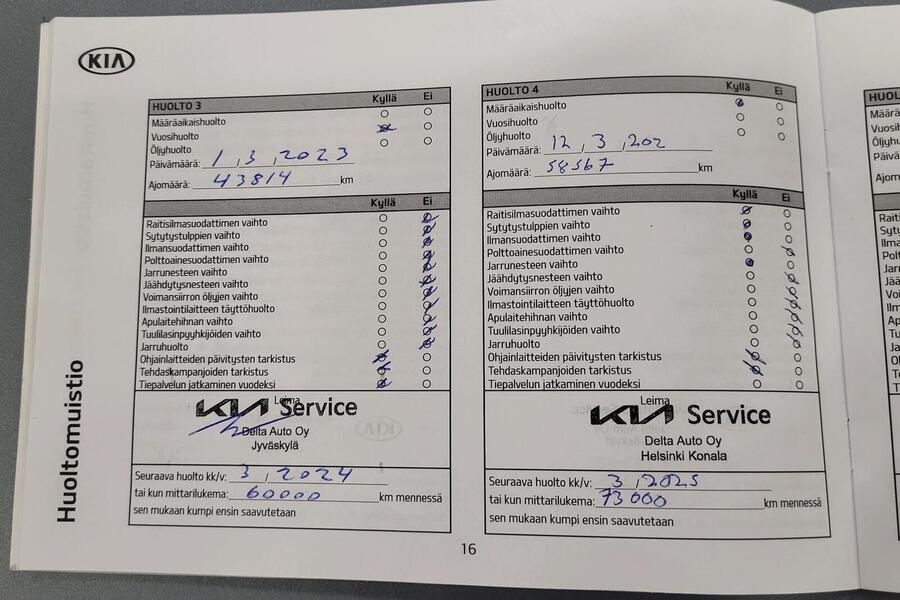 KIA
Huoltomuistio
HUOLTO 3 Kyllä Ei
Määräaikaishuolto
Vuosihuolto
Öljyhuolto
Päivämäärä: 1, 3, 2023
Ajomäärä: 43814 km
Kyllä Ei
Raitisilmasuodattimen vaihto
Sytytystulppien vaihto
Ilmansuodattimen vaihto
Polttoainesuodattimen vaihto
Jarrunesteen vaihto
Jäähdytysnesteen vaihto
Voimansiirron öljyjen vaihto
Ilmastointilaitteen täyttöhuolto
Apulaitehihnan vaihto
Tuulilasinpyyhkijöiden vaihto
Jarruhuolto
Ohjainlaitteiden päivitysten tarkistus
Tehdaskampanjoiden tarkistus
Tiepalvelun jatkaminen vuodeksi
Leima
KIA Service
Delta Auto Oy
Jyväskylä
Seuraava huolto kk/v: 3, 2024
tai kun mittarilukema: 60000 km mennessä
sen mukaan kumpi ensin saavutetaan
HUOLTO 4 Kyllä Ei
Määräaikaishuolto
Vuosihuolto
Öljyhuolto
Päivämäärä: 12, 3, 202
Ajomäärä: 58567 km
Kyllä Ei
Raitisilmasuodattimen vaihto
Sytytystulppien vaihto
Ilmansuodattimen vaihto
Polttoainesuodattimen vaihto
Jarrunesteen vaihto
Jäähdytysnesteen vaihto
Voimansiirron öljyjen vaihto
Ilmastointilaitteen täyttöhuolto
Apulaitehihnan vaihto
Tuulilasinpyyhkijöiden vaihto
Jarruhuolto
Ohjainlaitteiden päivitysten tarkistus
Tehdaskampanjoiden tarkistus
Tiepalvelun jatkaminen vuodeksi
Leima
KIA Service
Delta Auto Oy
Helsinki Konala
Seuraava huolto kk/v: 3, 2025
tai kun mittarilukema: 73000 km mennessä
sen mukaan kumpi ensin saavutetaan
16